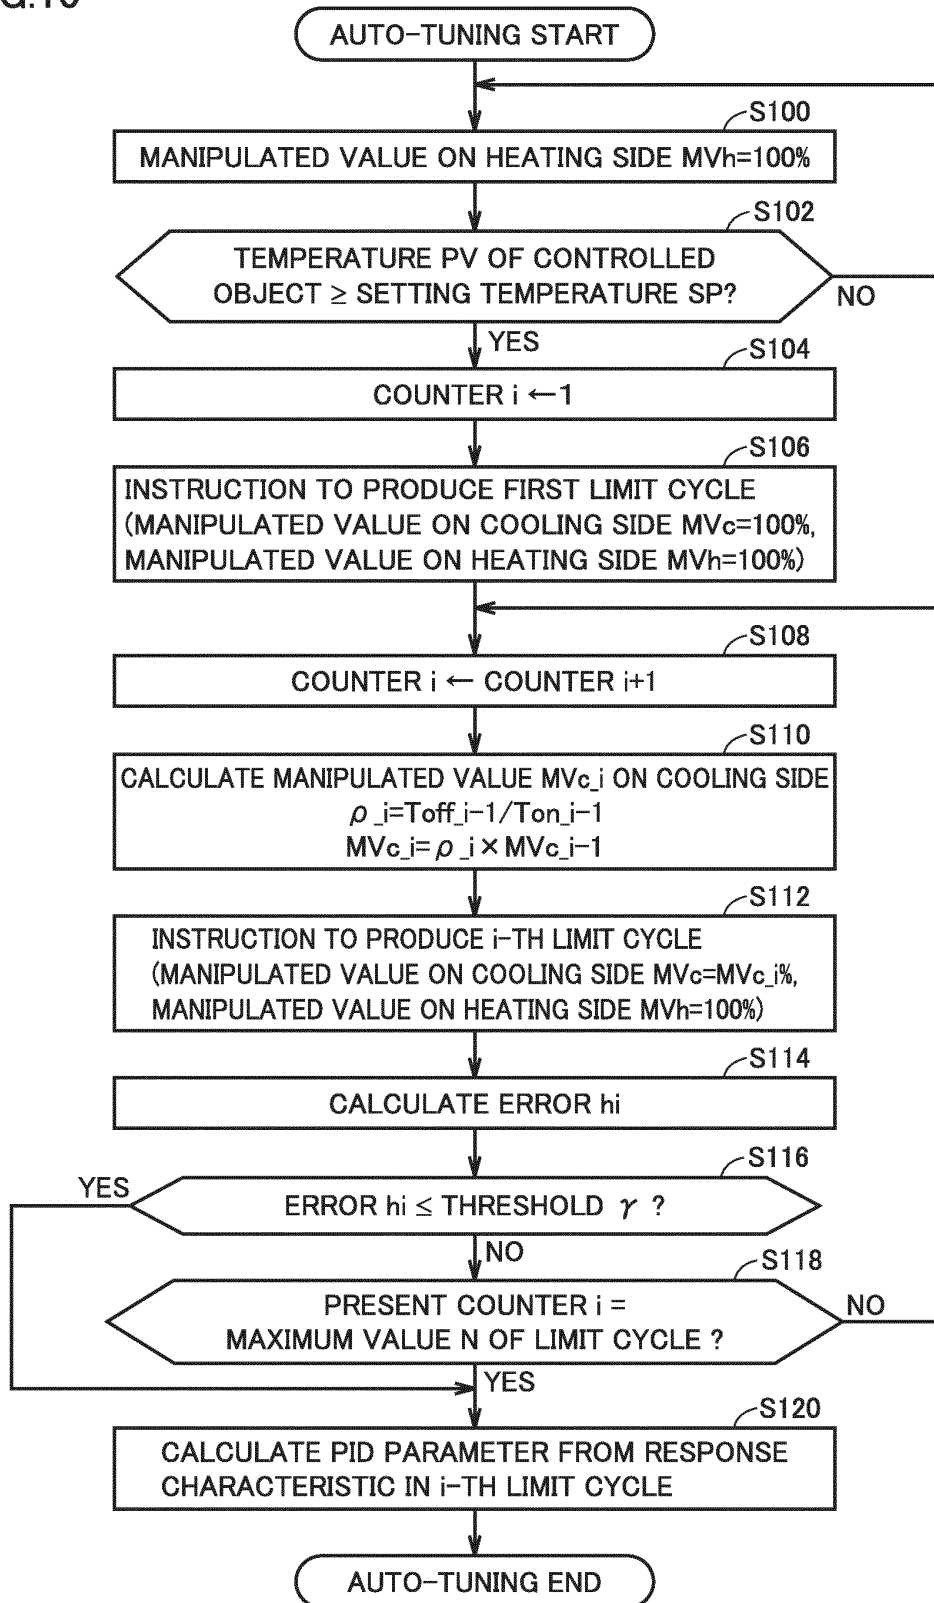 AUTO-TUNING START
S100
MANIPULATED VALUE ON HEATING SIDE MVh=100%
S102
TEMPERATURE PV OF CONTROLLED
OBJECT ≥ SETTING TEMPERATURE SP?
NO
YES
S104
COUNTER i ←1
S106
INSTRUCTION TO PRODUCE FIRST LIMIT CYCLE
(MANIPULATED VALUE ON COOLING SIDE MVc=100%,
MANIPULATED VALUE ON HEATING SIDE MVh=100%)
S108
COUNTER i ← COUNTER i+1
S110
CALCULATE MANIPULATED VALUE MVc_i ON COOLING SIDE
ρ_i=Toff_i-1/Ton_i-1
MVc_i=ρ_i × MVc_i-1
S112
INSTRUCTION TO PRODUCE i-TH LIMIT CYCLE
(MANIPULATED VALUE ON COOLING SIDE MVc=MVc_i%,
MANIPULATED VALUE ON HEATING SIDE MVh=100%)
S114
CALCULATE ERROR hi
S116
YES
ERROR hi ≤ THRESHOLD γ ?
NO
S118
PRESENT COUNTER i =
MAXIMUM VALUE N OF LIMIT CYCLE ?
NO
YES
S120
CALCULATE PID PARAMETER FROM RESPONSE
CHARACTERISTIC IN i-TH LIMIT CYCLE
AUTO-TUNING END